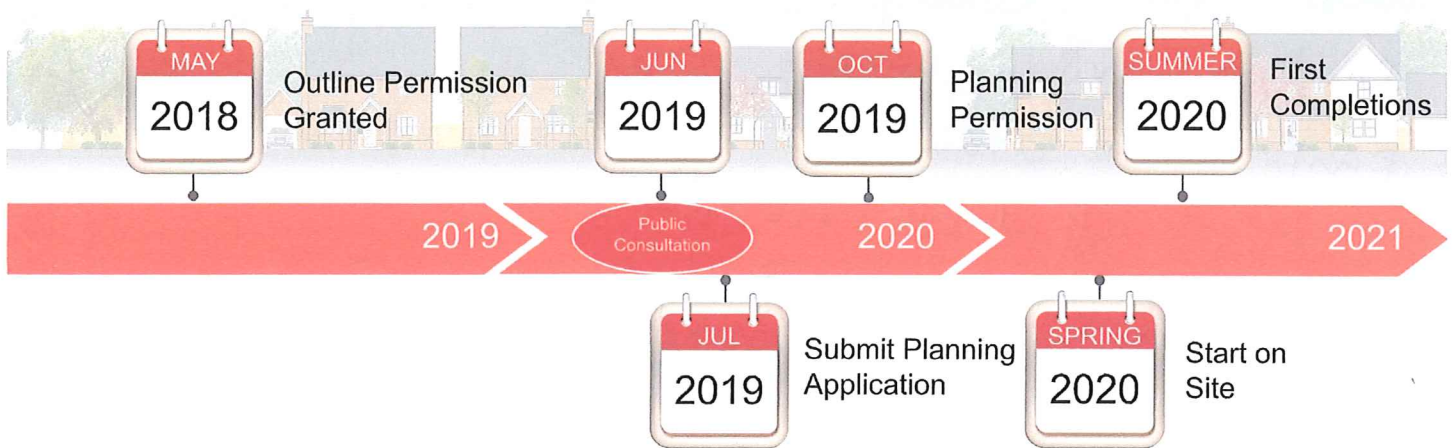 MAY
2018
Outline Permission
Granted
JUN
2019
OCT
2019
Planning
Permission
SUMMER
2020
First
Completions
2019
Public
Consultation
2020
2021
JUL
2019
Submit Planning
Application
SPRING
2020
Start on
Site